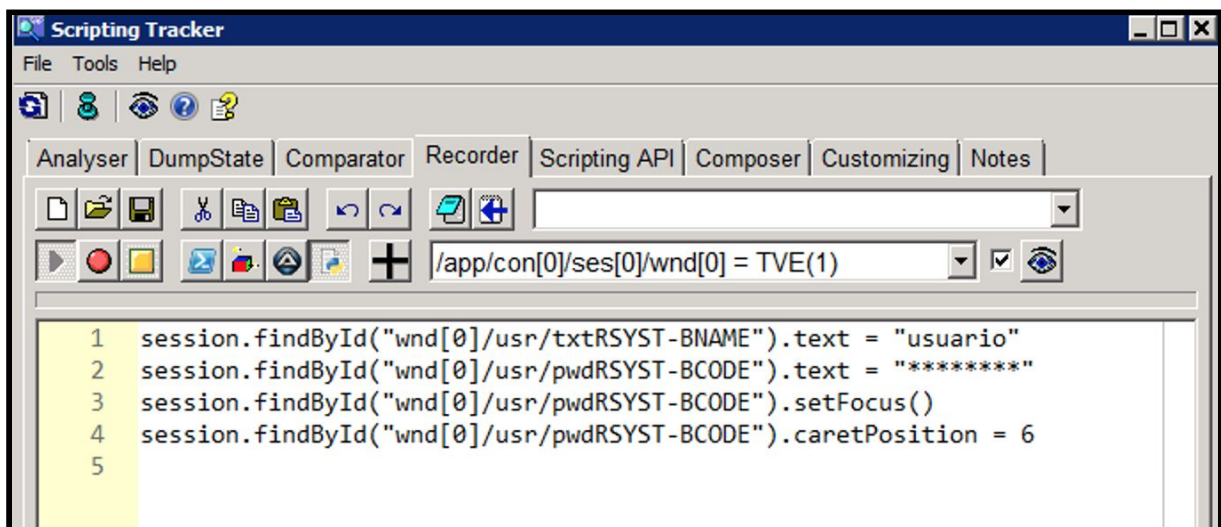 Scripting Tracker
File Tools Help
Analyser DumpState Comparator Recorder Scripting API Composer Customizing Notes
/app/con[0]/ses[0]/wnd[0] = TVE(1)
1 session.findById("wnd[0]/usr/txtRSYST-BNAME").text = "usuario"
2 session.findById("wnd[0]/usr/pwdRSYST-BCODE").text = "********"
3 session.findById("wnd[0]/usr/pwdRSYST-BCODE").setFocus()
4 session.findById("wnd[0]/usr/pwdRSYST-BCODE").caretPosition = 6
5